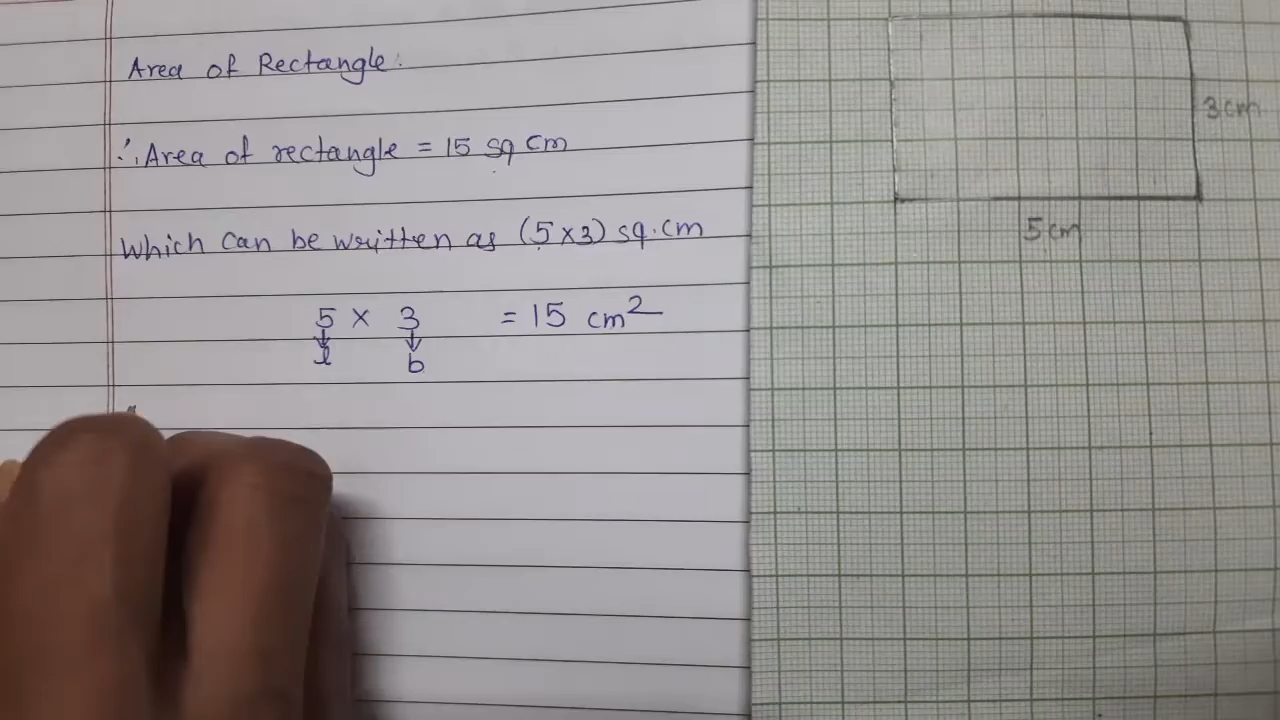 Area of Rectangle:
∴ Area of rectangle = 15 sq cm
which can be written as (5×3) sq.cm
5 × 3 = 15 cm²
l b
3cm
5cm